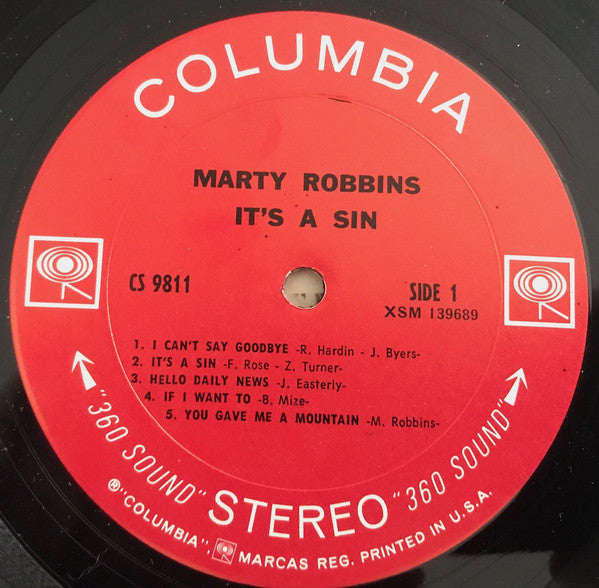 COLUMBIA
MARTY ROBBINS
IT'S A SIN
CS 9811
SIDE 1
XSM 139689
1. I CAN'T SAY GOODBYE -R. Hardin - J. Byers-
2. IT'S A SIN -F. Rose - Z. Turner-
3. HELLO DAILY NEWS -J. Easterly-
4. IF I WANT TO -B. Mize-
5. YOU GAVE ME A MOUNTAIN -M. Robbins-
"360 SOUND" STEREO "360 SOUND"
®"COLUMBIA", MARCAS REG. PRINTED IN U.S.A.